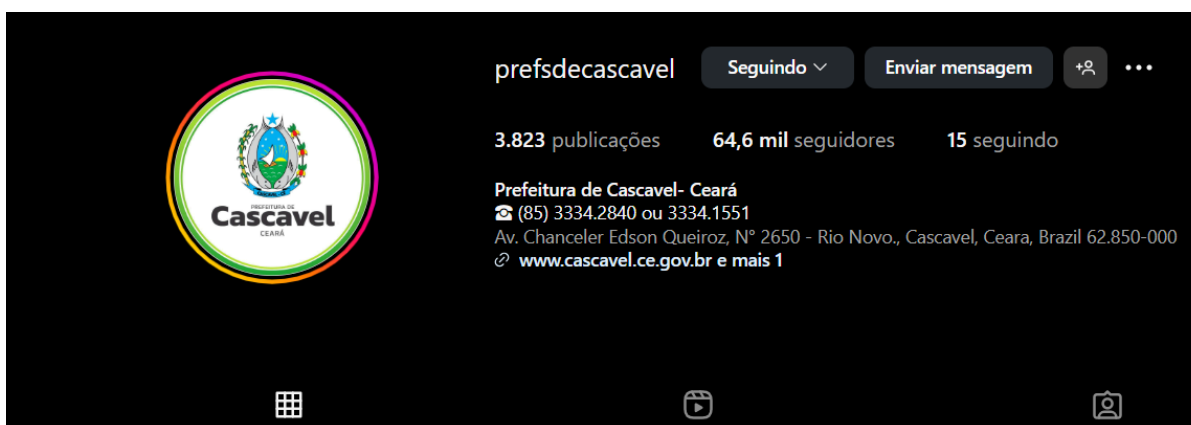 prefsdecascavel Seguindo Enviar mensagem
3.823 publicações 64,6 mil seguidores 15 seguindo
Prefeitura de Cascavel- Ceará
(85) 3334.2840 ou 3334.1551
Av. Chanceler Edson Queiroz, N° 2650 - Rio Novo., Cascavel, Ceara, Brazil 62.850-000
www.cascavel.ce.gov.br e mais 1
PREFEITURA DE
Cascavel
CEARÁ